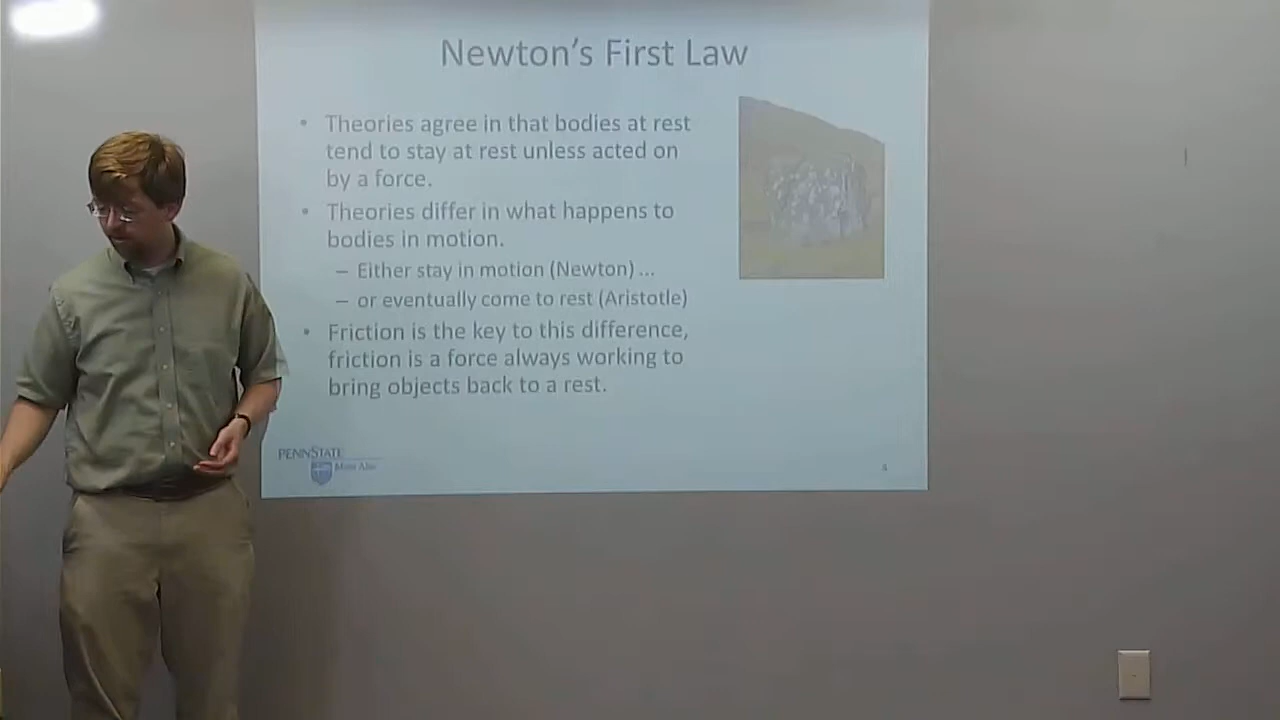 Newton's First Law
• Theories agree in that bodies at rest
tend to stay at rest unless acted on
by a force.
• Theories differ in what happens to
bodies in motion.
– Either stay in motion (Newton) …
– or eventually come to rest (Aristotle)
• Friction is the key to this difference,
friction is a force always working to
bring objects back to a rest.
PENNSTATE
Mont Alto
4